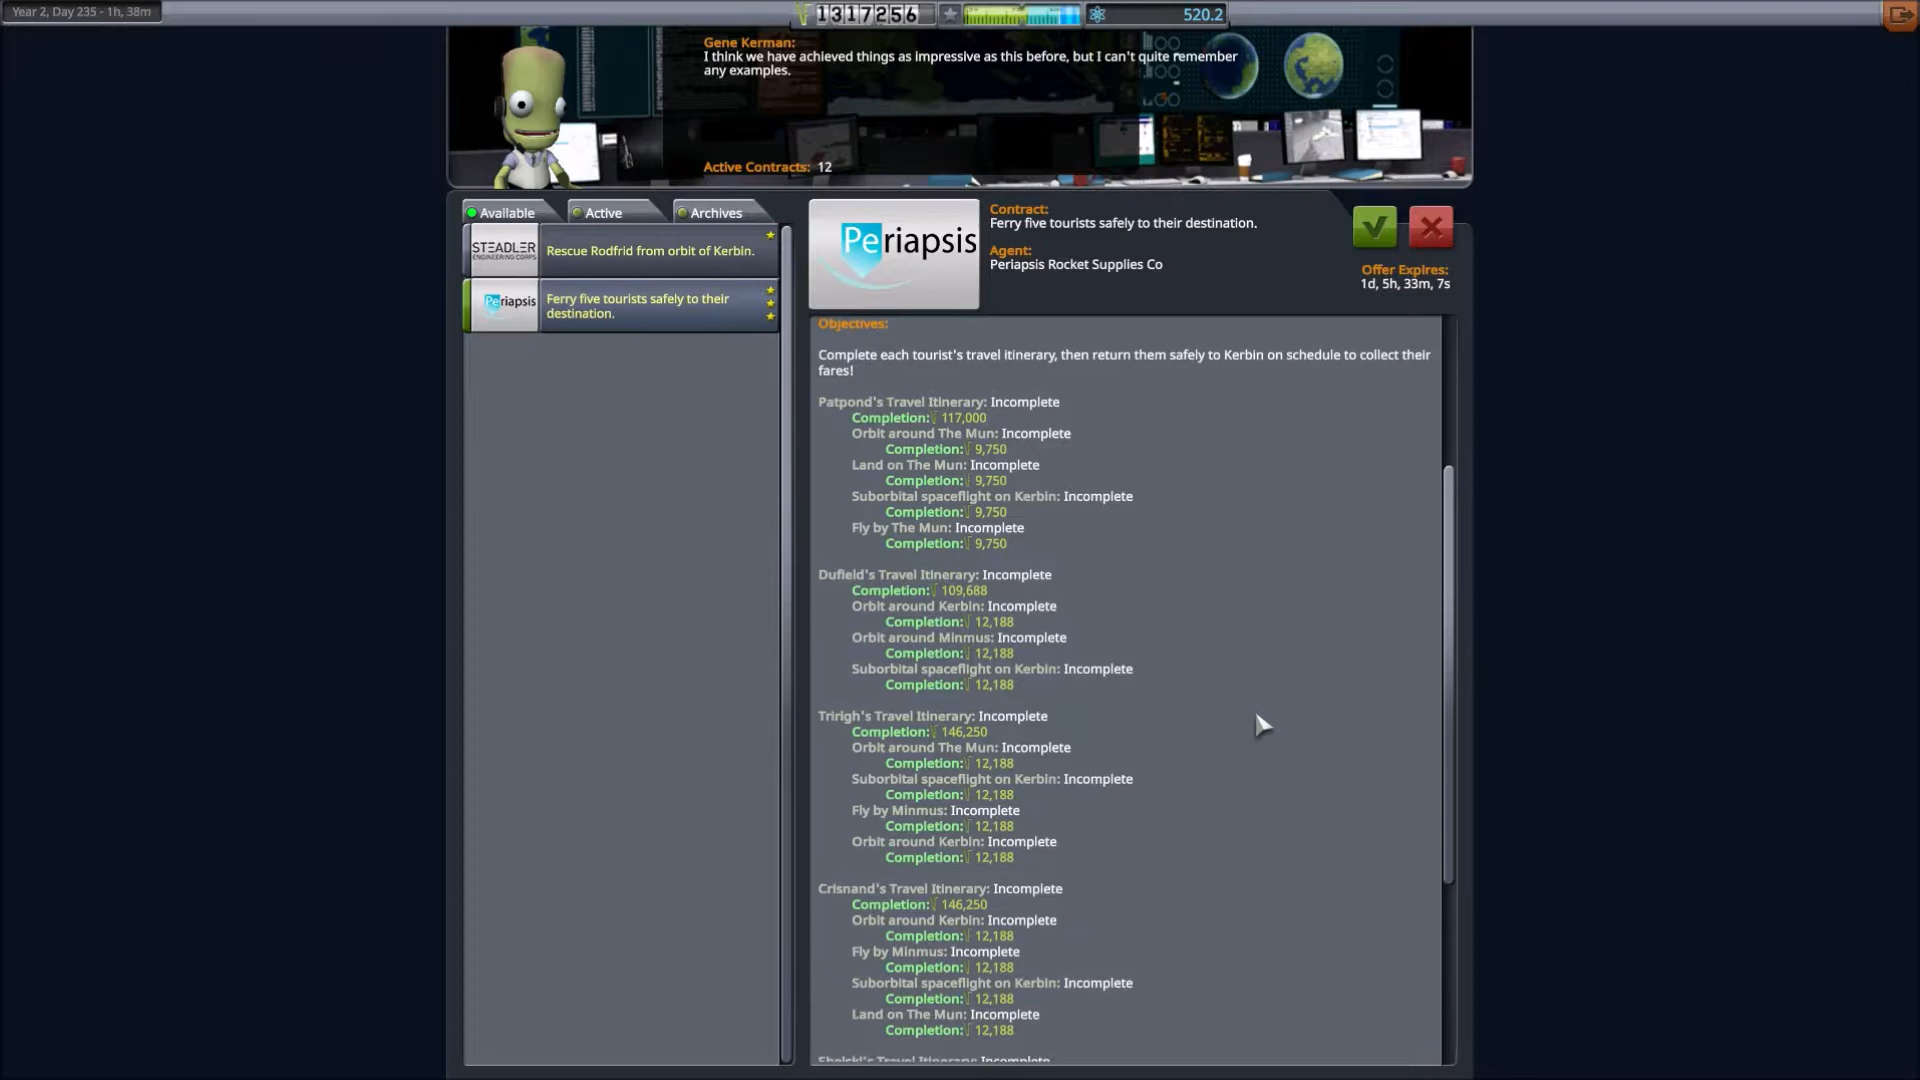 Year 2, Day 235 - 1h, 38m
1317256
520.2
Gene Kerman:
I think we have achieved things as impressive as this before, but I can't quite remember
any examples.
Active Contracts: 12
Available
Active
Archives
STEADLER
ENGINEERING CORPS
Rescue Rodfrid from orbit of Kerbin.
Periapsis
Ferry five tourists safely to their
destination.
Periapsis
Contract:
Ferry five tourists safely to their destination.
Agent:
Periapsis Rocket Supplies Co
Offer Expires:
1d, 5h, 33m, 7s
Objectives:
Complete each tourist's travel itinerary, then return them safely to Kerbin on schedule to collect their
fares!
Patpond's Travel Itinerary: Incomplete
Completion: 117,000
Orbit around The Mun: Incomplete
Completion: 9,750
Land on The Mun: Incomplete
Completion: 9,750
Suborbital spaceflight on Kerbin: Incomplete
Completion: 9,750
Fly by The Mun: Incomplete
Completion: 9,750
Dufield's Travel Itinerary: Incomplete
Completion: 109,688
Orbit around Kerbin: Incomplete
Completion: 12,188
Orbit around Minmus: Incomplete
Completion: 12,188
Suborbital spaceflight on Kerbin: Incomplete
Completion: 12,188
Tririgh's Travel Itinerary: Incomplete
Completion: 146,250
Orbit around The Mun: Incomplete
Completion: 12,188
Suborbital spaceflight on Kerbin: Incomplete
Completion: 12,188
Fly by Minmus: Incomplete
Completion: 12,188
Orbit around Kerbin: Incomplete
Completion: 12,188
Crisnand's Travel Itinerary: Incomplete
Completion: 146,250
Orbit around Kerbin: Incomplete
Completion: 12,188
Fly by Minmus: Incomplete
Completion: 12,188
Suborbital spaceflight on Kerbin: Incomplete
Completion: 12,188
Land on The Mun: Incomplete
Completion: 12,188
Travel Itinerary: Incomplete